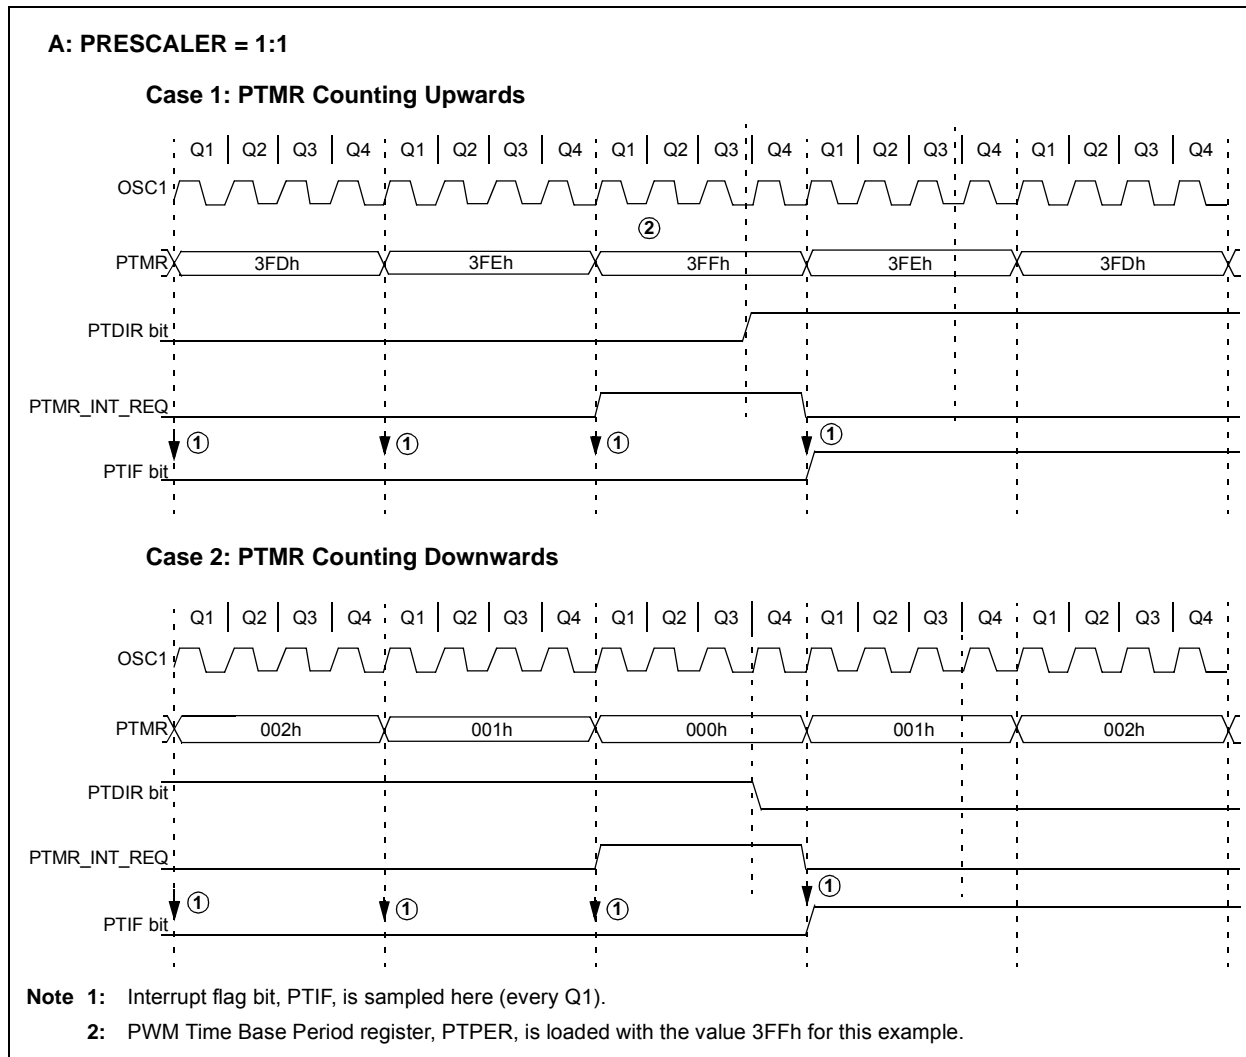 A: PRESCALER = 1:1
Case 1: PTMR Counting Upwards
Q1 Q2 Q3 Q4 Q1 Q2 Q3 Q4 Q1 Q2 Q3 Q4 Q1 Q2 Q3 Q4 Q1 Q2 Q3 Q4
OSC1
2
PTMR 3FDh 3FEh 3FFh 3FEh 3FDh
PTDIR bit
PTMR_INT_REQ
1 1 1 1
PTIF bit
Case 2: PTMR Counting Downwards
Q1 Q2 Q3 Q4 Q1 Q2 Q3 Q4 Q1 Q2 Q3 Q4 Q1 Q2 Q3 Q4 Q1 Q2 Q3 Q4
OSC1
PTMR 002h 001h 000h 001h 002h
PTDIR bit
PTMR_INT_REQ
1 1 1 1
PTIF bit
Note 1: Interrupt flag bit, PTIF, is sampled here (every Q1).
2: PWM Time Base Period register, PTPER, is loaded with the value 3FFh for this example.